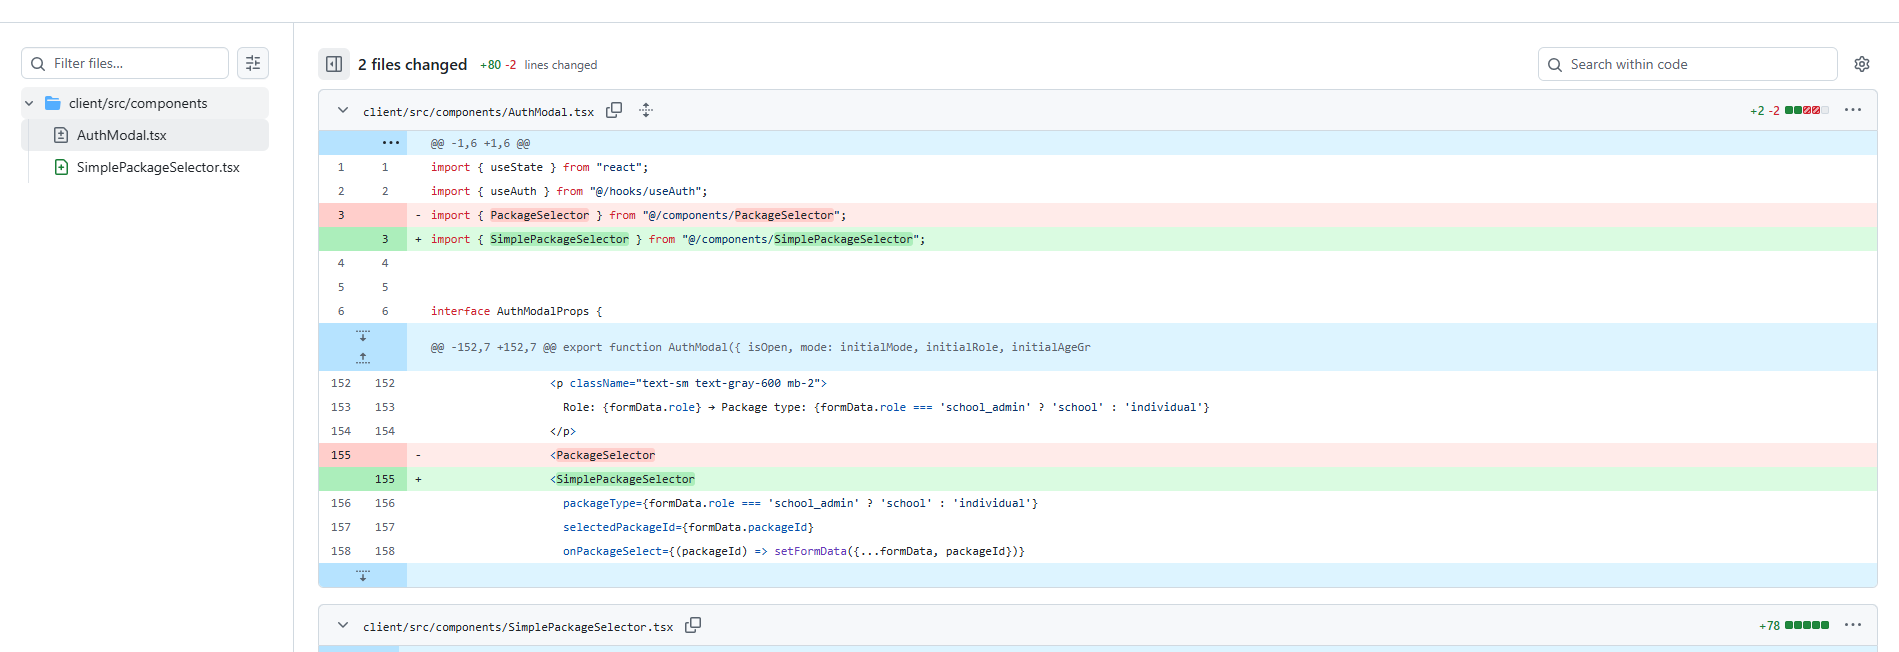 Filter files...
client/src/components
AuthModal.tsx
SimplePackageSelector.tsx
2 files changed +80 -2 lines changed
Search within code
client/src/components/AuthModal.tsx
+2 -2
@@ -1,6 +1,6 @@
1 1 import { useState } from "react";
2 2 import { useAuth } from "@/hooks/useAuth";
3 - import { PackageSelector } from "@/components/PackageSelector";
3 + import { SimplePackageSelector } from "@/components/SimplePackageSelector";
4 4
5 5
6 6 interface AuthModalProps {
@@ -152,7 +152,7 @@ export function AuthModal({ isOpen, mode: initialMode, initialRole, initialAgeGr
152 152 <p className="text-sm text-gray-600 mb-2">
153 153 Role: {formData.role} → Package type: {formData.role === 'school_admin' ? 'school' : 'individual'}
154 154 </p>
155 - <PackageSelector
155 + <SimplePackageSelector
156 156 packageType={formData.role === 'school_admin' ? 'school' : 'individual'}
157 157 selectedPackageId={formData.packageId}
158 158 onPackageSelect={(packageId) => setFormData({...formData, packageId})}
client/src/components/SimplePackageSelector.tsx
+78